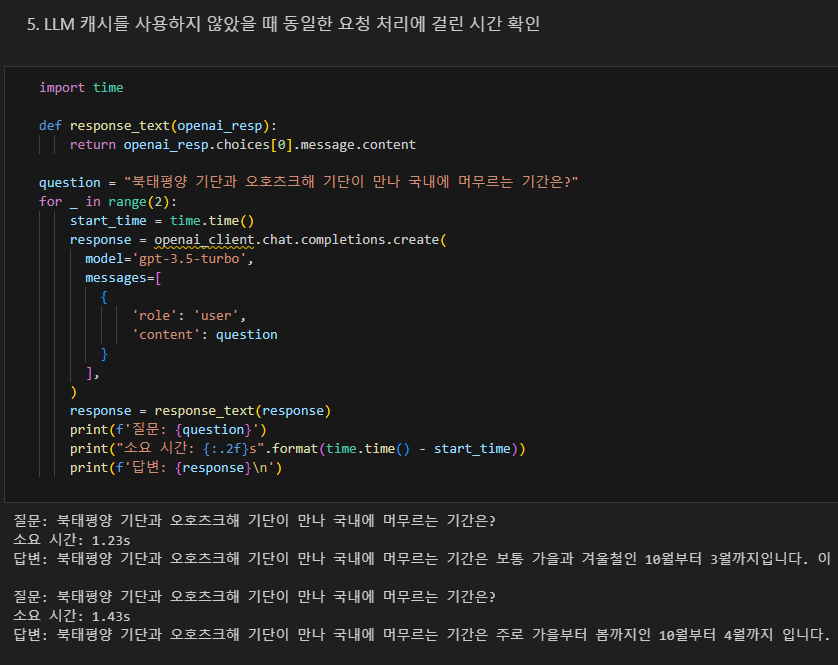 5. LLM 캐시를 사용하지 않았을 때 동일한 요청 처리에 걸린 시간 확인
import time
def response_text(openai_resp):
return openai_resp.choices[0].message.content
question = "북태평양 기단과 오호츠크해 기단이 만나 국내에 머무르는 기간은?"
for _ in range(2):
start_time = time.time()
response = openai_client.chat.completions.create(
model='gpt-3.5-turbo',
messages=[
{
'role': 'user',
'content': question
}
],
)
response = response_text(response)
print(f'질문: {question}')
print("소요 시간: {:.2f}s".format(time.time() - start_time))
print(f'답변: {response}\n')
질문: 북태평양 기단과 오호츠크해 기단이 만나 국내에 머무르는 기간은?
소요 시간: 1.23s
답변: 북태평양 기단과 오호츠크해 기단이 만나 국내에 머무르는 기간은 보통 가을과 겨울철인 10월부터 3월까지입니다. 이
질문: 북태평양 기단과 오호츠크해 기단이 만나 국내에 머무르는 기간은?
소요 시간: 1.43s
답변: 북태평양 기단과 오호츠크해 기단이 만나 국내에 머무르는 기간은 주로 가을부터 봄까지인 10월부터 4월까지 입니다.